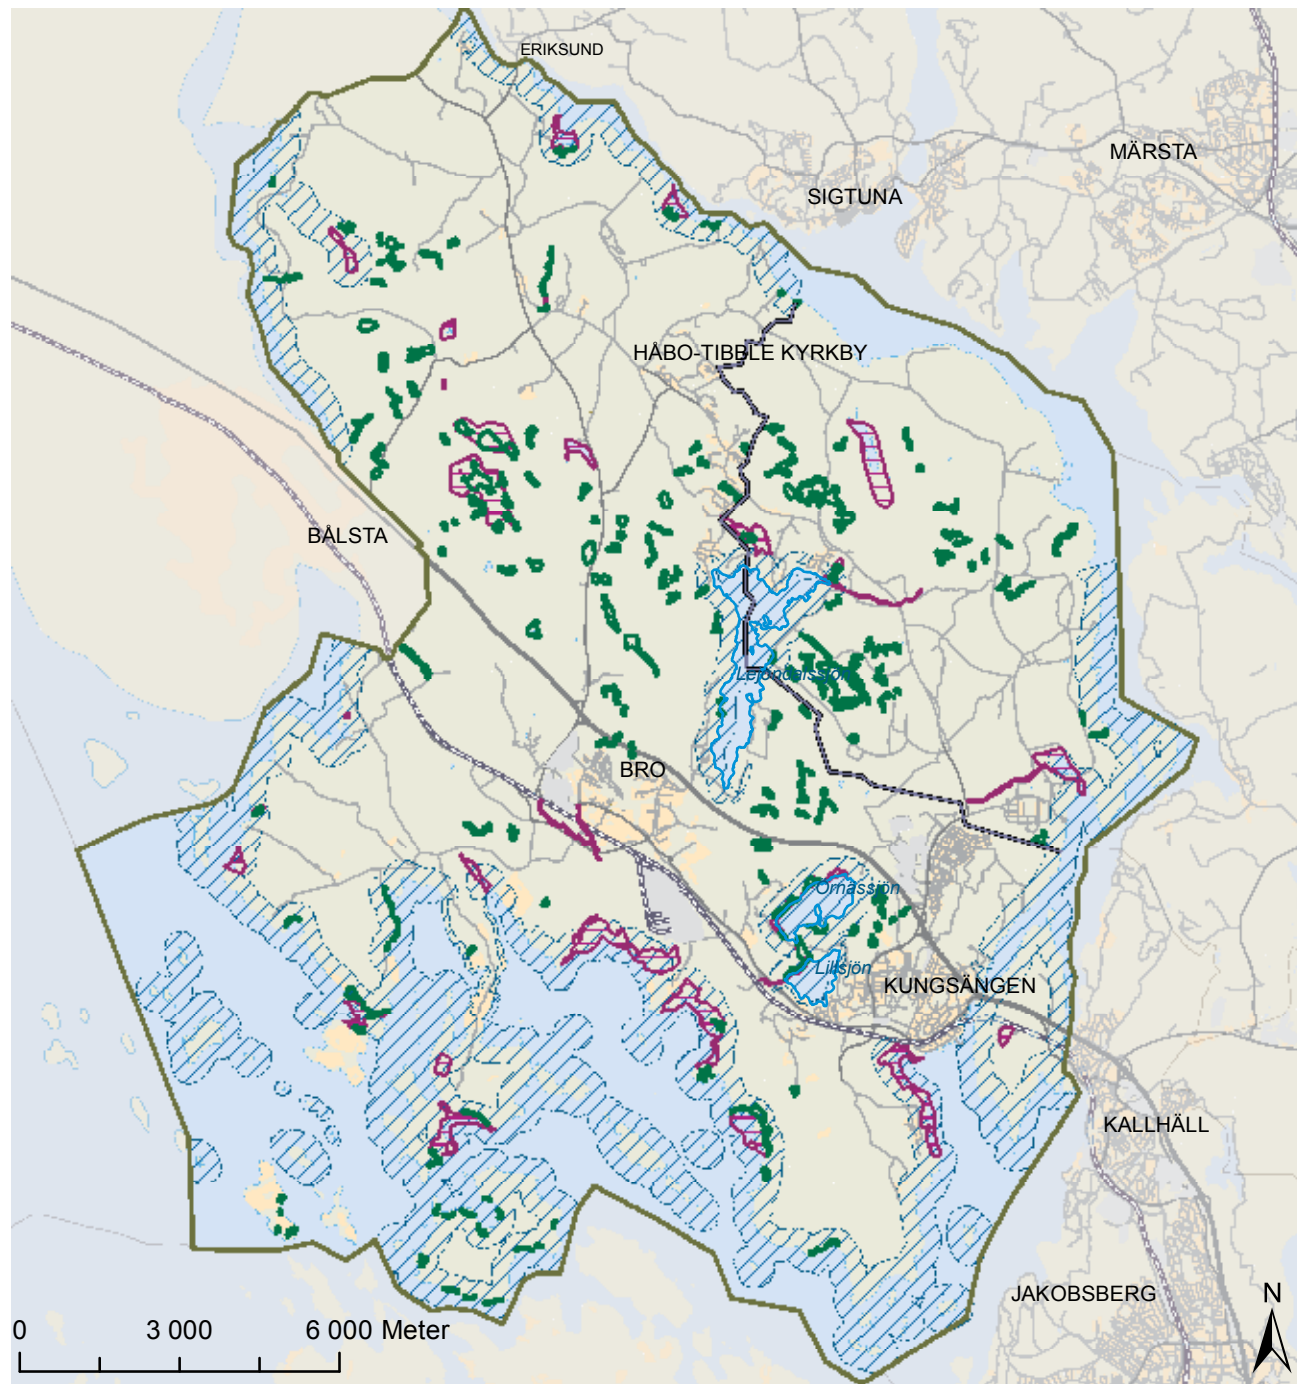 ERIKSUND
MÄRSTA
SIGTUNA
HÅBO-TIBBLE KYRKBY
BÅLSTA
Lejondalssjön
BRO
Örnässjön
Lillsjön
KUNGSÄNGEN
KALLHÄLL
JAKOBSBERG
N
0 3 000 6 000 Meter